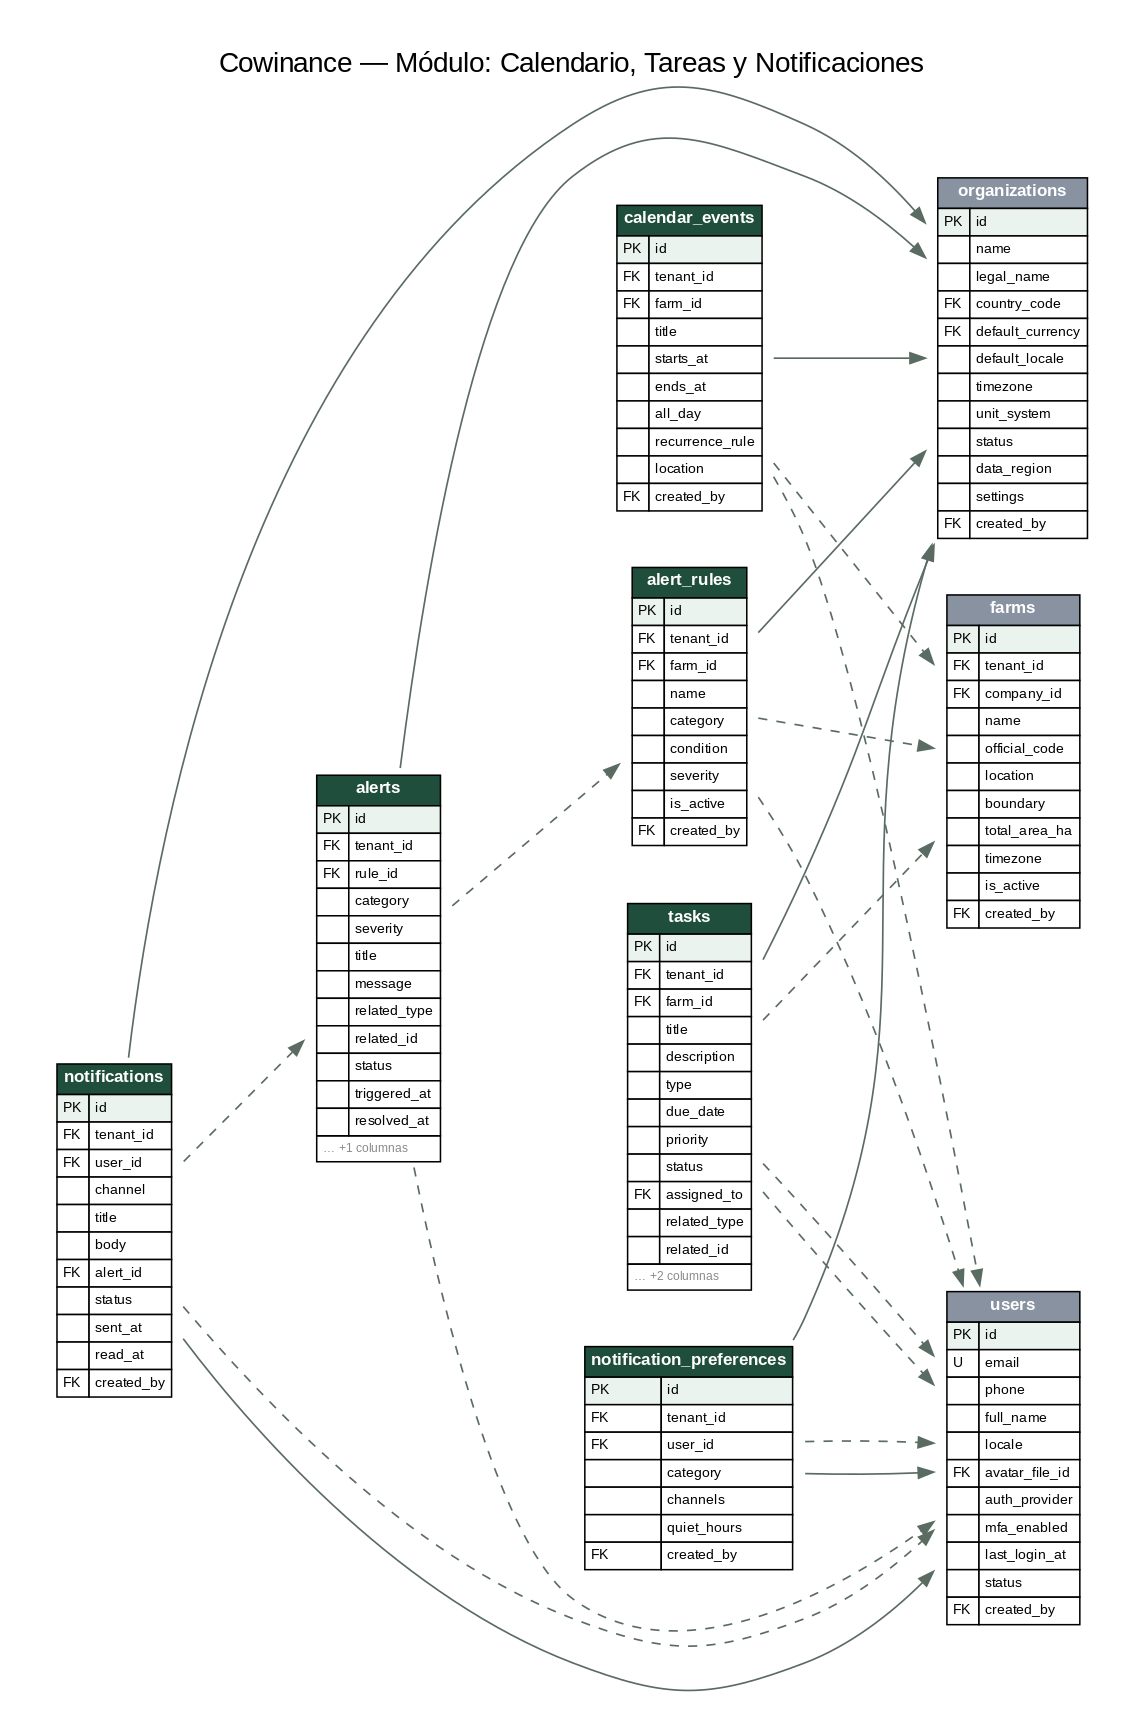 Cowinance — Módulo: Calendario, Tareas y Notificaciones
organizations
PK id
name
legal_name
FK country_code
FK default_currency
default_locale
timezone
unit_system
status
data_region
settings
FK created_by
calendar_events
PK id
FK tenant_id
FK farm_id
title
starts_at
ends_at
all_day
recurrence_rule
location
FK created_by
alert_rules
PK id
FK tenant_id
FK farm_id
name
category
condition
severity
is_active
FK created_by
farms
PK id
FK tenant_id
FK company_id
name
official_code
location
boundary
total_area_ha
timezone
is_active
FK created_by
alerts
PK id
FK tenant_id
FK rule_id
category
severity
title
message
related_type
related_id
status
triggered_at
resolved_at
... +1 columnas
tasks
PK id
FK tenant_id
FK farm_id
title
description
type
due_date
priority
status
FK assigned_to
related_type
related_id
... +2 columnas
notifications
PK id
FK tenant_id
FK user_id
channel
title
body
FK alert_id
status
sent_at
read_at
FK created_by
users
PK id
U email
phone
full_name
locale
FK avatar_file_id
auth_provider
mfa_enabled
last_login_at
status
FK created_by
notification_preferences
PK id
FK tenant_id
FK user_id
category
channels
quiet_hours
FK created_by